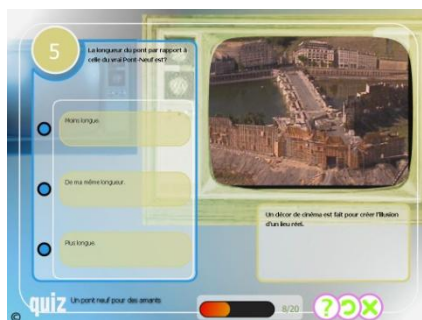 5
La longueur du pont par rapport à
celle du vrai Pont-Neuf est?
Moins longue.
De ma même longueur.
Plus longue.
Un décor de cinéma est fait pour créer l'illusion
d'un lieu réel.
quiz
Un pont neuf pour des amants
8/20
?
©